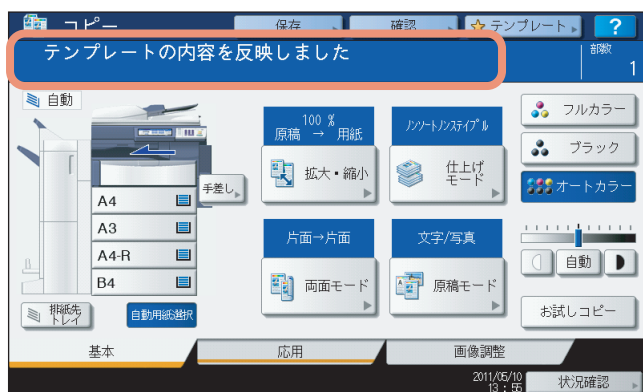 コピー
保存
確認
テンプレート
?
テンプレートの内容を反映しました
部数
1
自動
100 %
原稿 → 用紙
拡大・縮小
ノンソートノンステイプル
仕上げ
モード
フルカラー
ブラック
オートカラー
手差し
A4
A3
A4-R
B4
片面→片面
両面モード
文字/写真
原稿モード
自動
排紙先
トレイ
自動用紙選択
お試しコピー
基本
応用
画像調整
2011/05/10
13:55
状況確認